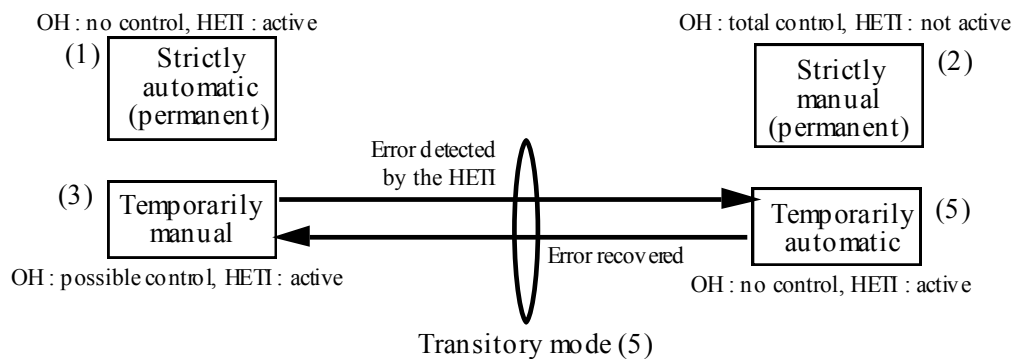 OH : no control, HETI : active
(1)
Strictly
automatic
(permanent)
OH : total control, HETI : not active
(2)
Strictly
manual
(permanent)
Error detected
by the HETI
(3)
Temporarily
manual
(5)
Temporarily
automatic
Error recovered
OH : possible control, HETI : active
OH : no control, HETI : active
Transitory mode (5)